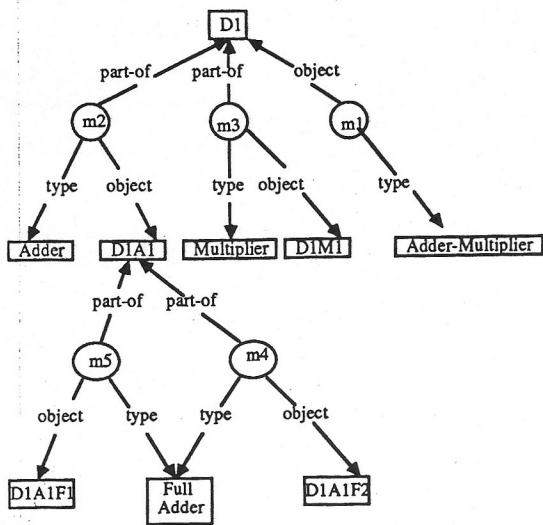 D1
part-of
part-of
object
m2
m3
m1
type
object
type
object
type
Adder
D1A1
Multiplier
D1M1
Adder-Multiplier
part-of
part-of
m5
m4
object
type
type
object
D1A1F1
Full
Adder
D1A1F2